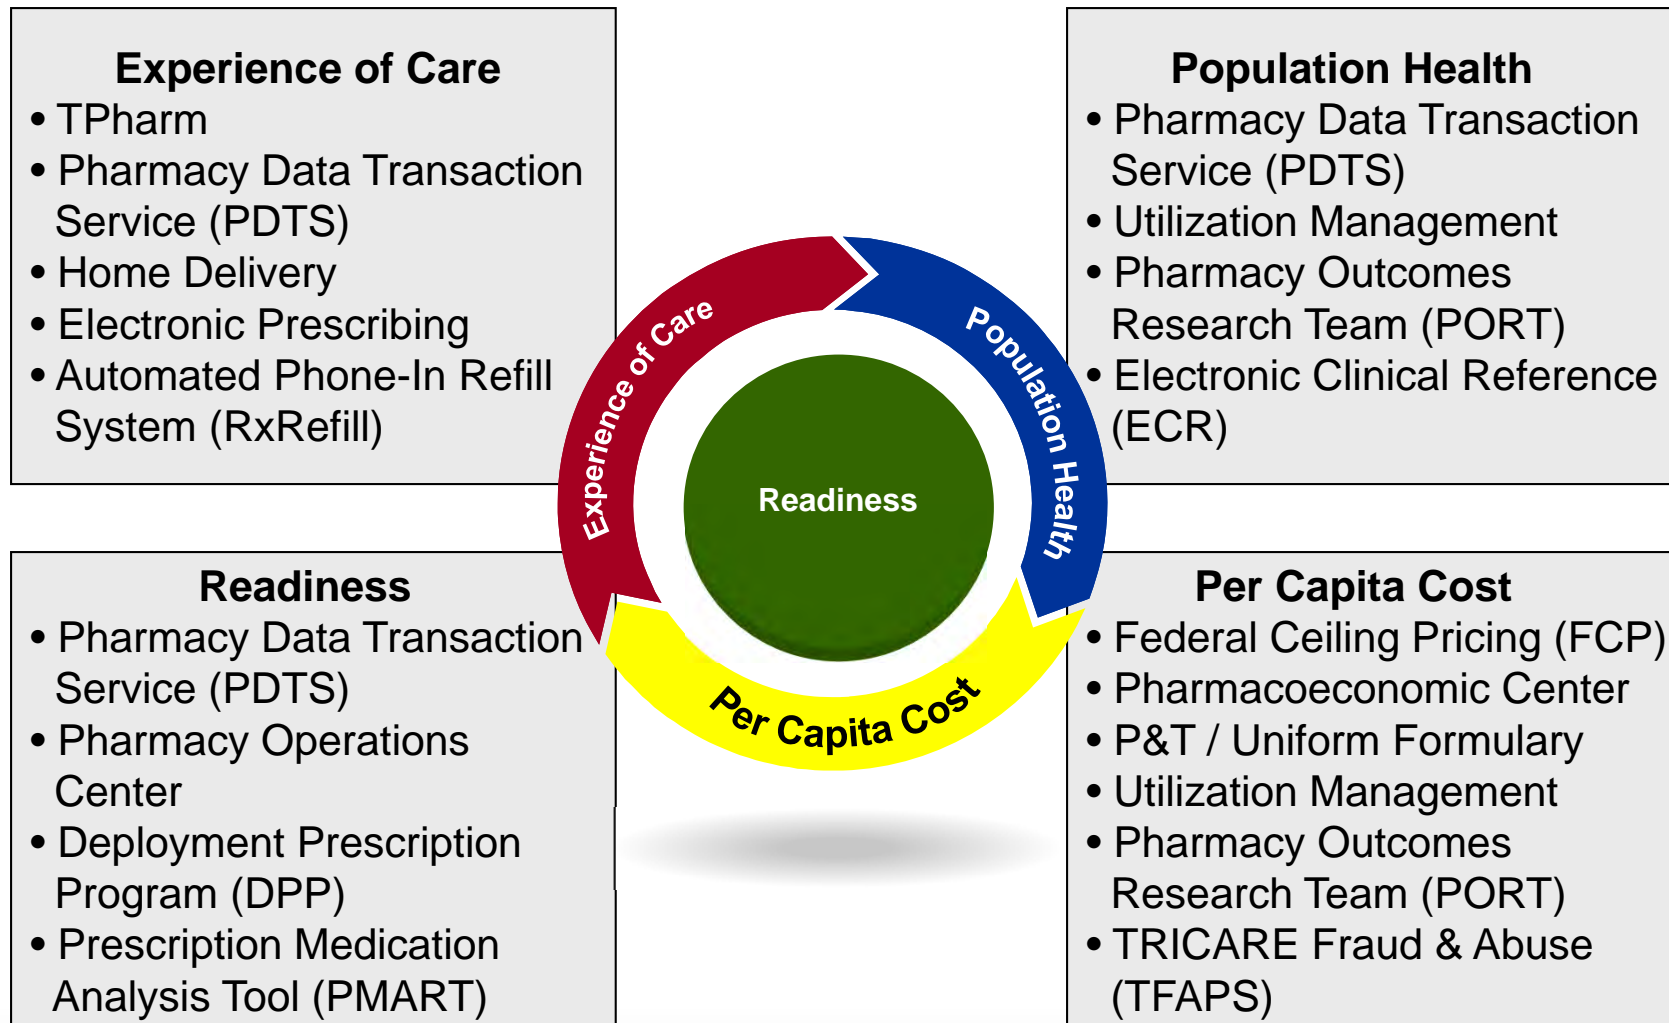 Experience of Care
• TPharm
• Pharmacy Data Transaction
Service (PDTS)
• Home Delivery
• Electronic Prescribing
• Automated Phone-In Refill
System (RxRefill)
Population Health
• Pharmacy Data Transaction
Service (PDTS)
• Utilization Management
• Pharmacy Outcomes
Research Team (PORT)
• Electronic Clinical Reference
(ECR)
Experience of Care
Population Health
Readiness
Per Capita Cost
Readiness
• Pharmacy Data Transaction
Service (PDTS)
• Pharmacy Operations
Center
• Deployment Prescription
Program (DPP)
• Prescription Medication
Analysis Tool (PMART)
Per Capita Cost
• Federal Ceiling Pricing (FCP)
• Pharmacoeconomic Center
• P&T / Uniform Formulary
• Utilization Management
• Pharmacy Outcomes
Research Team (PORT)
• TRICARE Fraud & Abuse
(TFAPS)